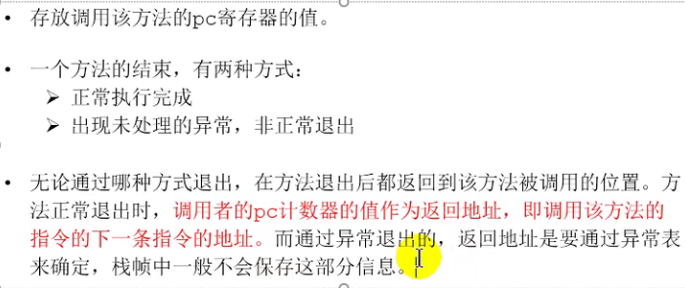 • 存放调用该方法的pc寄存器的值。
• 一个方法的结束，有两种方式：
➢ 正常执行完成
➢ 出现未处理的异常，非正常退出
• 无论通过哪种方式退出，在方法退出后都返回到该方法被调用的位置。方
法正常退出时，调用者的pc计数器的值作为返回地址，即调用该方法的
指令的下一条指令的地址。而通过异常退出的，返回地址是要通过异常表
来确定，栈帧中一般不会保存这部分信息。